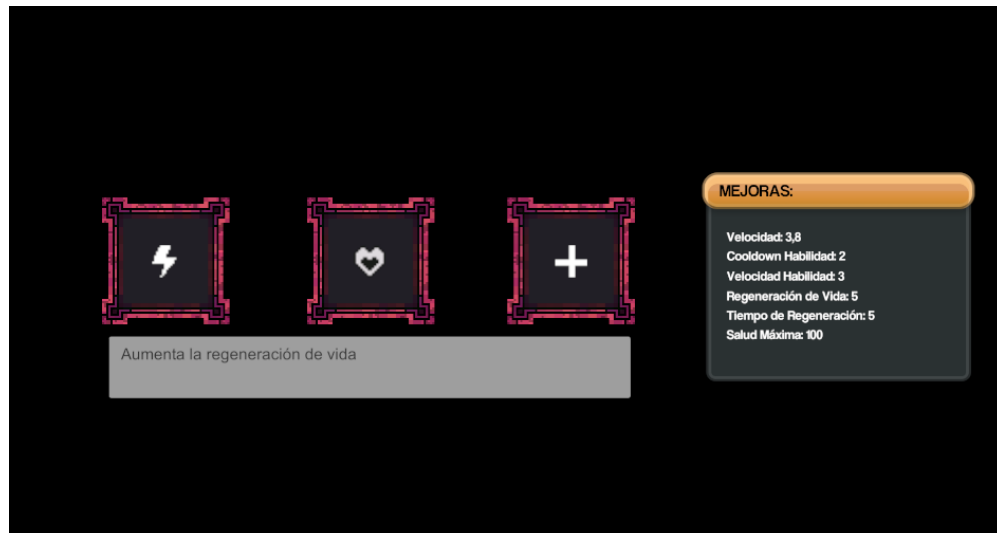 MEJORAS:
Velocidad: 3,8
Cooldown Habilidad: 2
Velocidad Habilidad: 3
Regeneración de Vida: 5
Tiempo de Regeneración: 5
Salud Máxima: 100
Aumenta la regeneración de vida